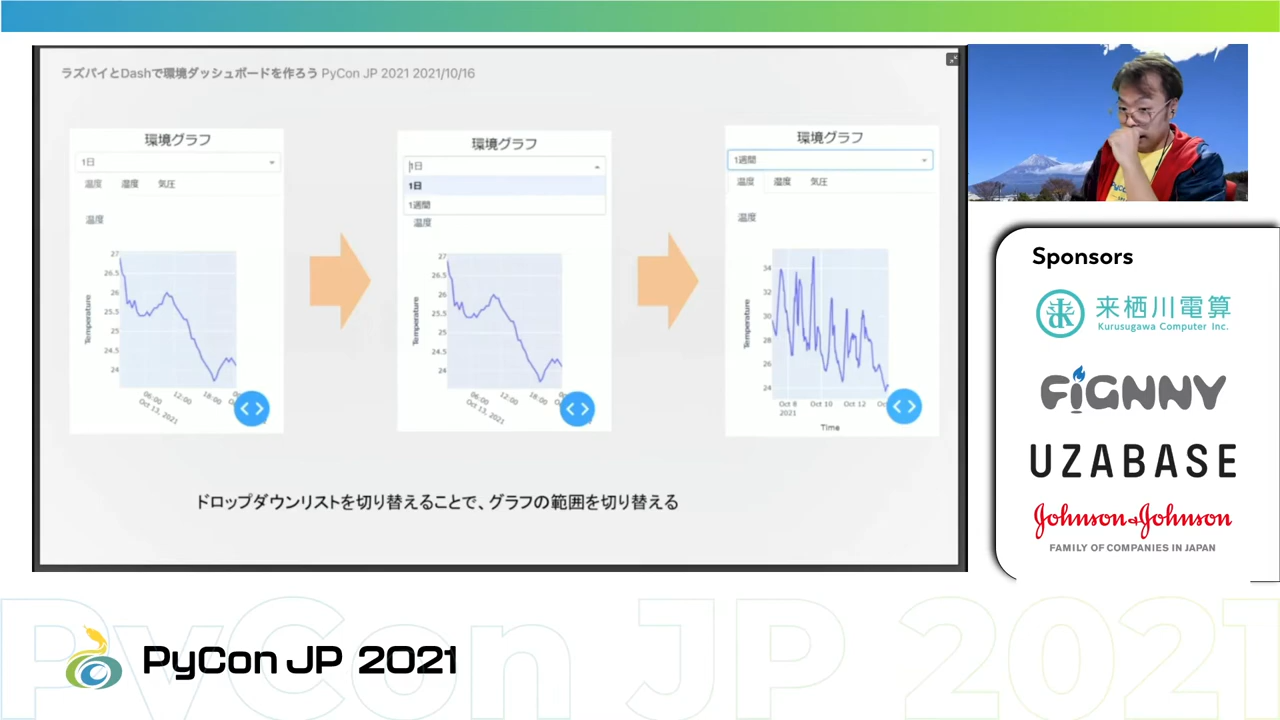 ラズパイとDashで環境ダッシュボードを作ろう PyCon JP 2021 2021/10/16
環境グラフ
1日
温度 湿度 気圧
温度
27
26.5
26
25.5
25
24.5
24
Temperature
06:00
Oct 13, 2021
12:00
18:00
環境グラフ
1日
1日
1週間
温度
27
26.5
26
25.5
25
24.5
24
Temperature
06:00
Oct 13, 2021
12:00
18:00
環境グラフ
1週間
温度 湿度 気圧
温度
34
32
30
28
26
24
Temperature
Oct 8
2021
Oct 10
Oct 12
Time
ドロップダウンリストを切り替えることで、グラフの範囲を切り替える
Sponsors
来栖川電算
Kurusugawa Computer Inc.
FiGNNY
UZABASE
Johnson&Johnson
FAMILY OF COMPANIES IN JAPAN
PyCon JP 2021
PyCon JP 2021